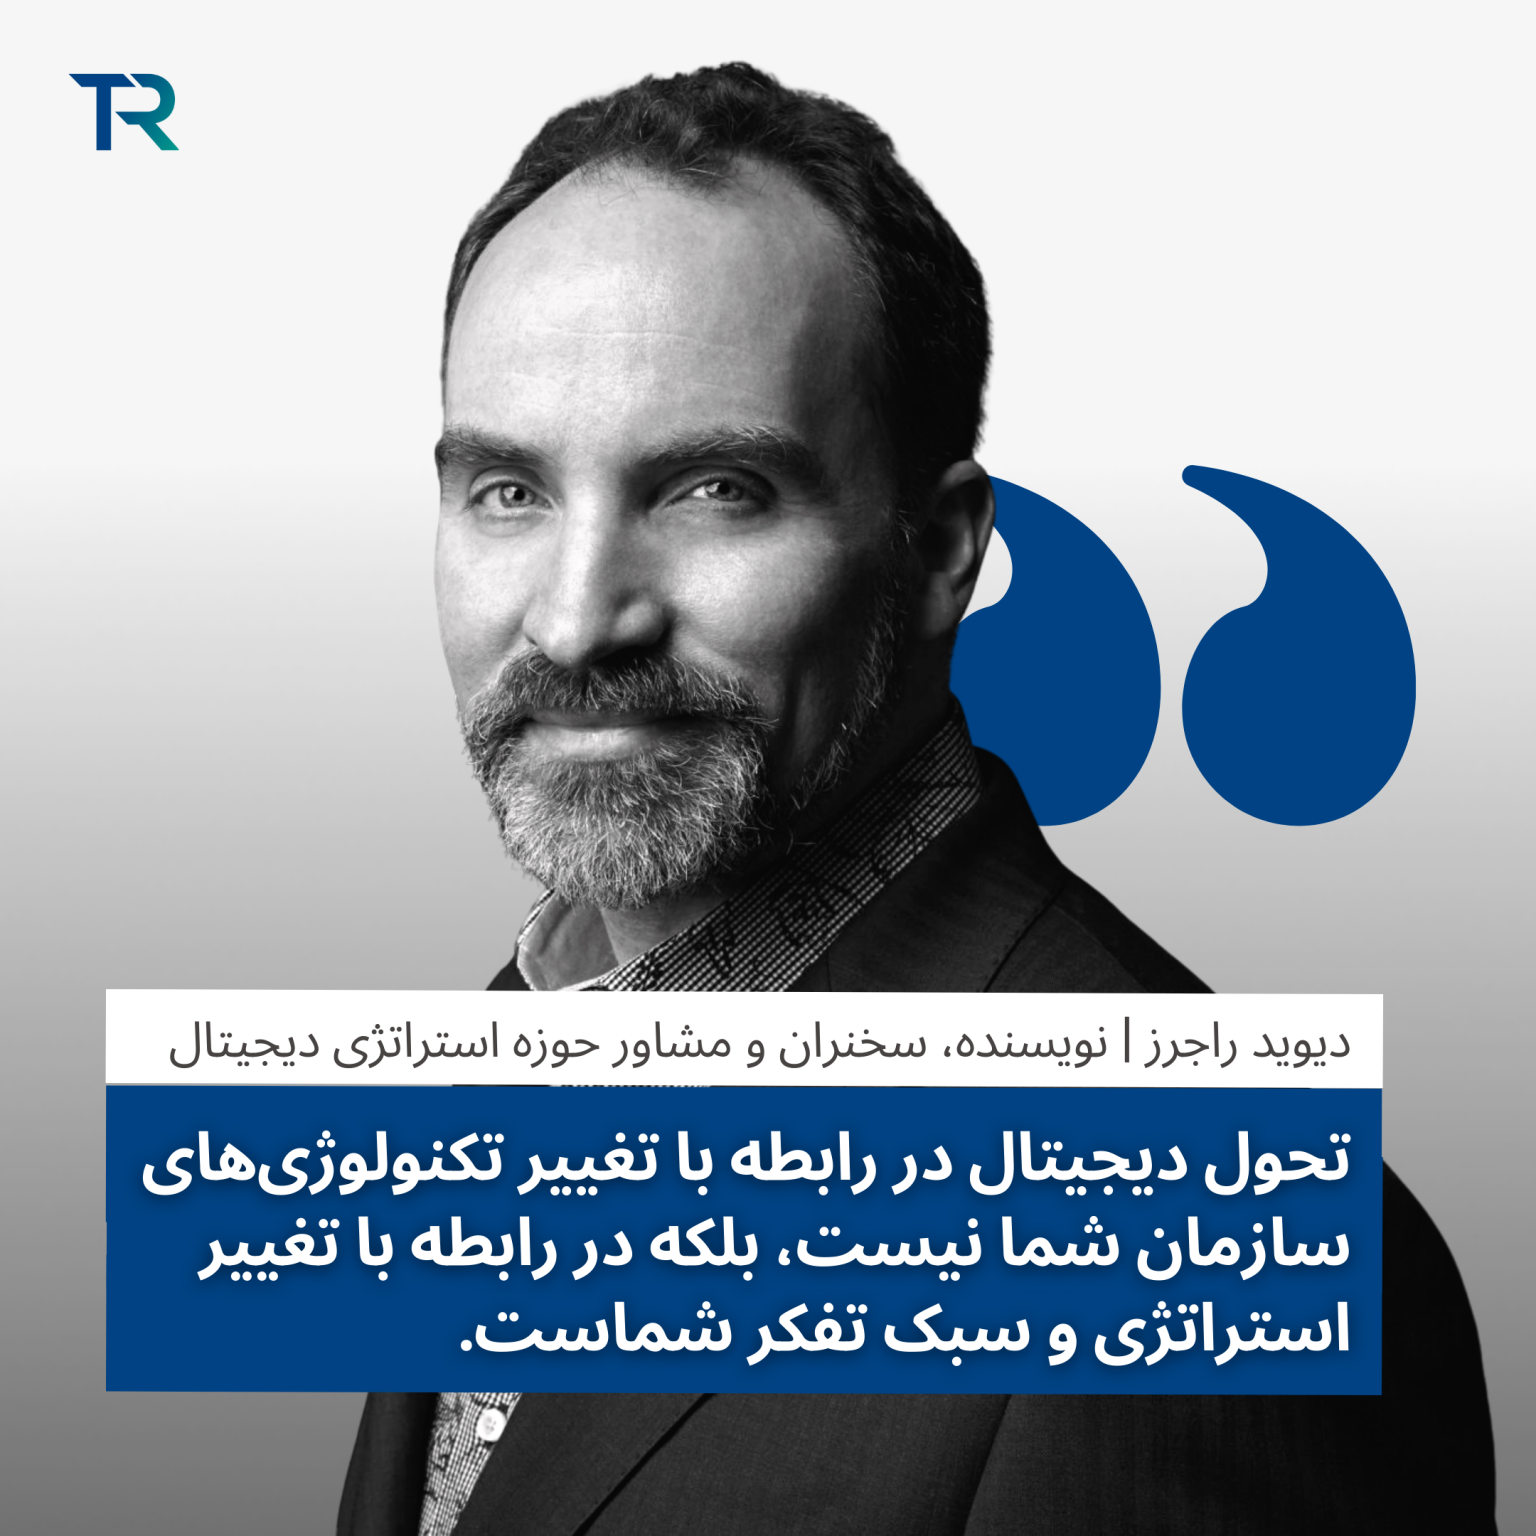 TR
دیوید راجرز | نویسنده، سخنران و مشاور حوزه استراتژی دیجیتال
تحول دیجیتال در رابطه با تغییر تکنولوژی‌های
سازمان شما نیست، بلکه در رابطه با تغییر
استراتژی و سبک تفکر شماست.